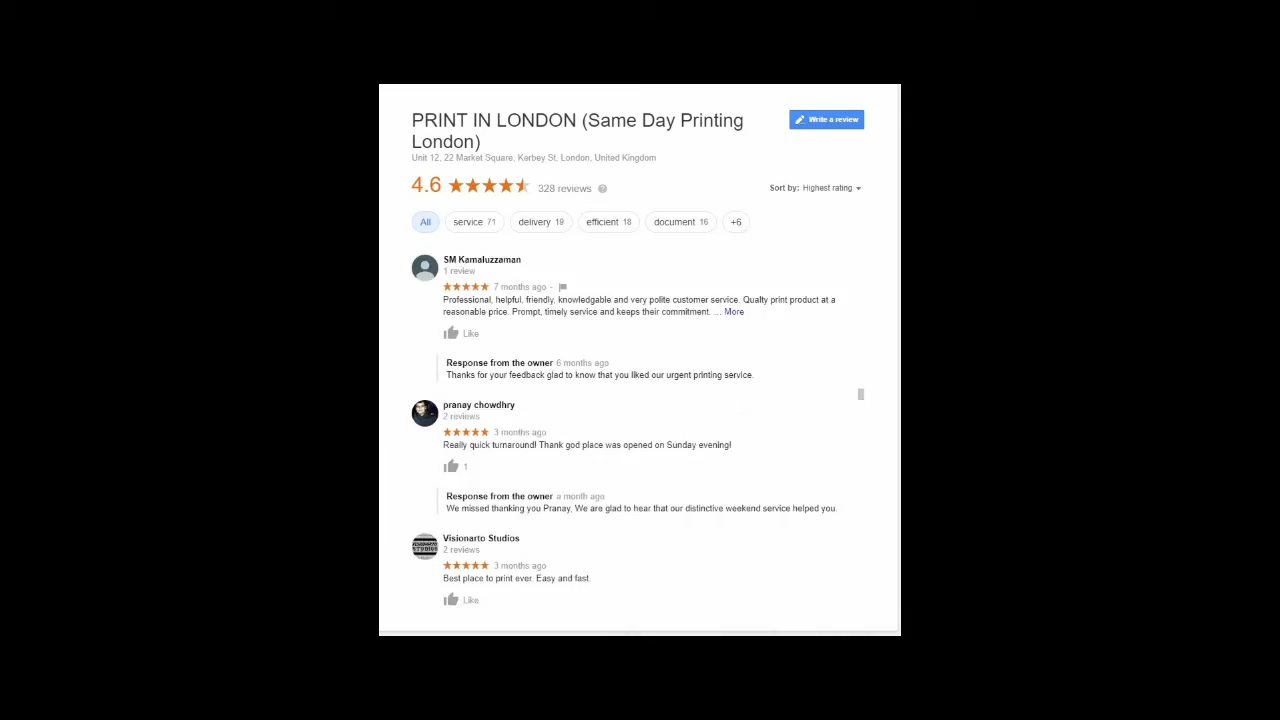 PRINT IN LONDON (Same Day Printing
London)
Write a review
Unit 12, 22 Market Square, Kerbey St, London, United Kingdom
4.6 328 reviews
Sort by: Highest rating
All service 71 delivery 19 efficient 18 document 16 +6
SM Kamaluzzaman
1 review
7 months ago -
Professional, helpful, friendly, knowledgable and very polite customer service. Qualty print product at a
reasonable price. Prompt, timely service and keeps their commitment. ... More
Like
Response from the owner 6 months ago
Thanks for your feedback glad to know that you liked our urgent printing service.
pranay chowdhry
2 reviews
3 months ago
Really quick turnaround! Thank god place was opened on Sunday evening!
1
Response from the owner a month ago
We missed thanking you Pranay, We are glad to hear that our distinctive weekend service helped you.
Visionarto Studios
VISIONARTO
STUDIOS
2 reviews
3 months ago
Best place to print ever. Easy and fast.
Like